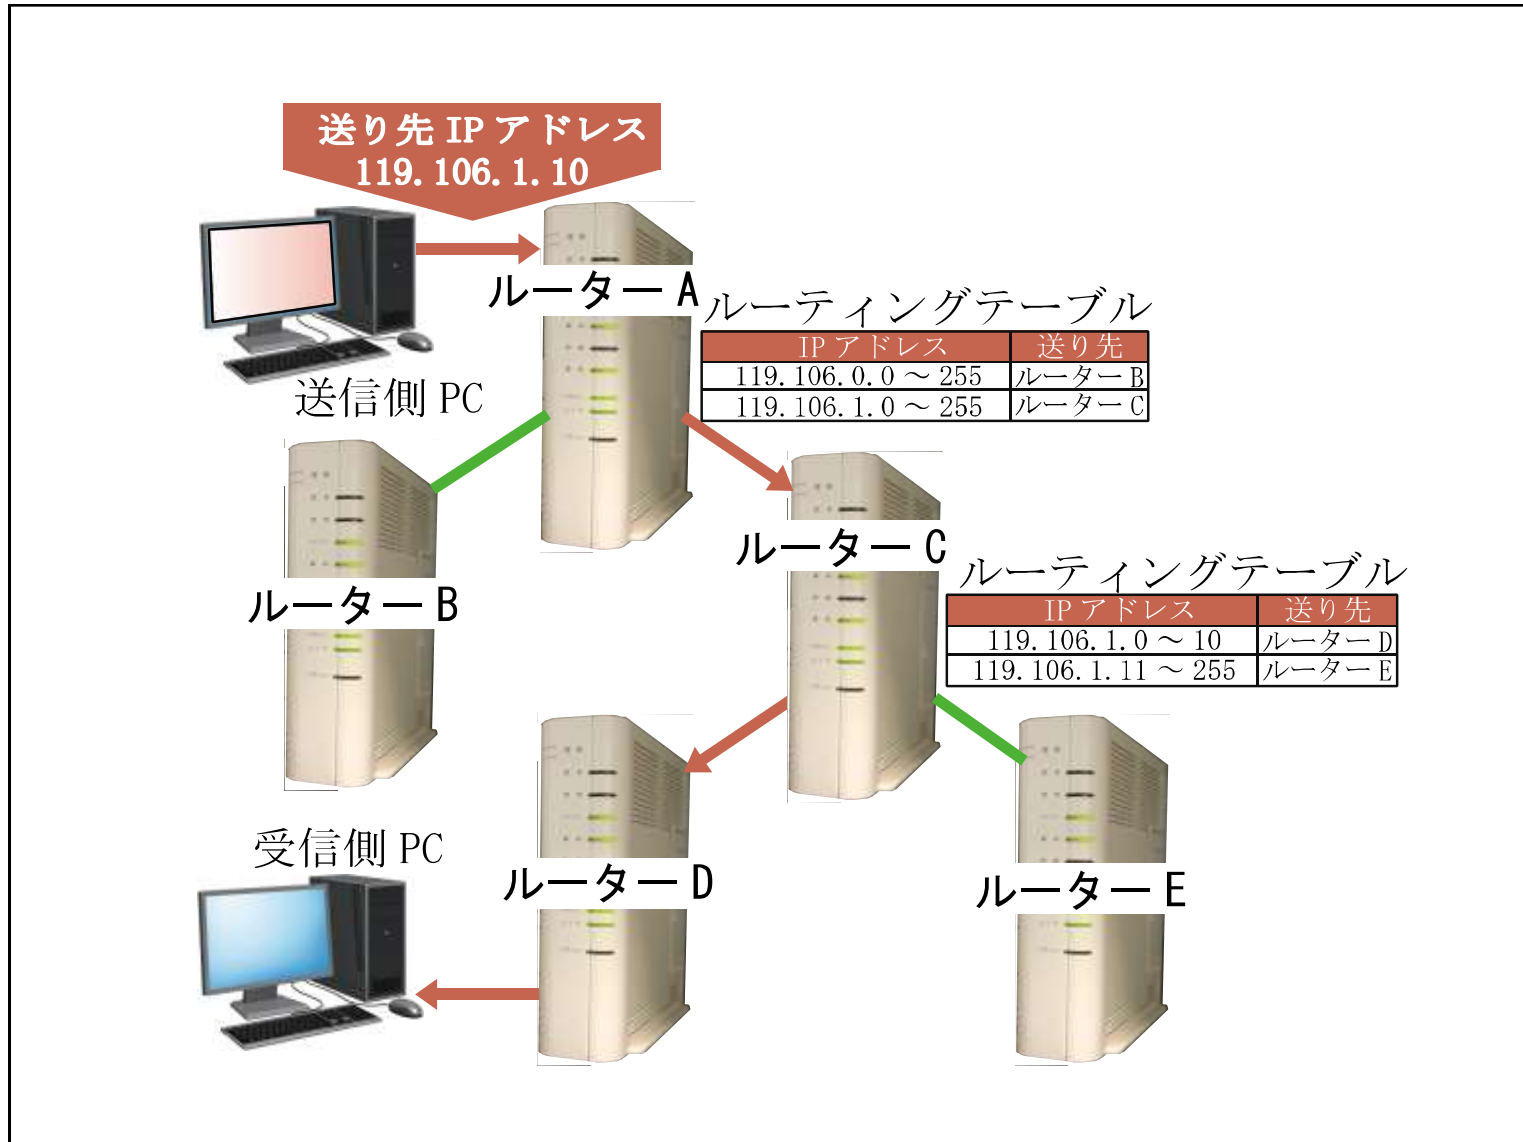 送り先 IP アドレス
119.106.1.10
ルーター A
ルーティングテーブル
IP アドレス 送り先
119.106.0.0 ～ 255 ルーター B
119.106.1.0 ～ 255 ルーター C
送信側 PC
ルーター C
ルーティングテーブル
IP アドレス 送り先
119.106.1.0 ～ 10 ルーター D
119.106.1.11 ～ 255 ルーター E
ルーター B
受信側 PC
ルーター D
ルーター E